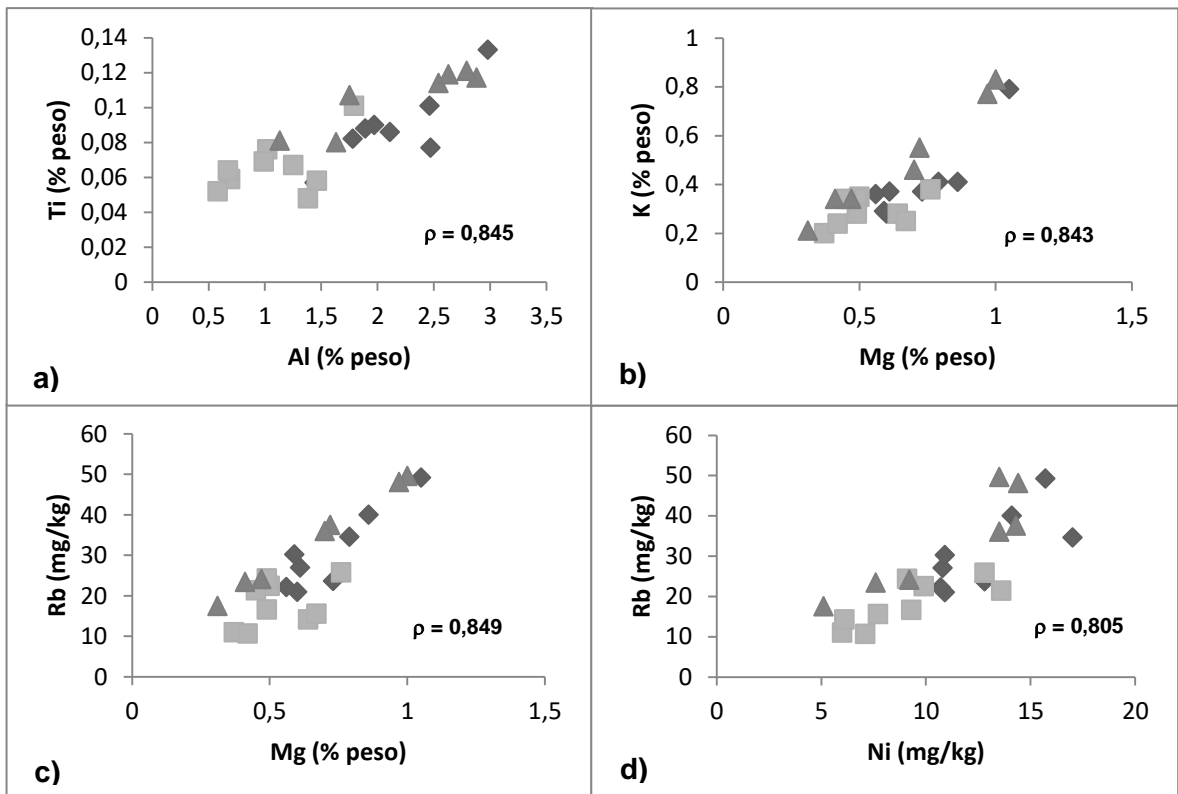 0,14
0,12
0,1
0,08
0,06
0,04
0,02
0
Ti (% peso)
0 0,5 1 1,5 2 2,5 3 3,5
Al (% peso)
ρ = 0,845
a)
1
0,8
0,6
0,4
0,2
0
K (% peso)
0 0,5 1 1,5
Mg (% peso)
ρ = 0,843
b)
60
50
40
30
20
10
0
Rb (mg/kg)
0 0,5 1 1,5
Mg (% peso)
ρ = 0,849
c)
60
50
40
30
20
10
0
Rb (mg/kg)
0 5 10 15 20
Ni (mg/kg)
ρ = 0,805
d)